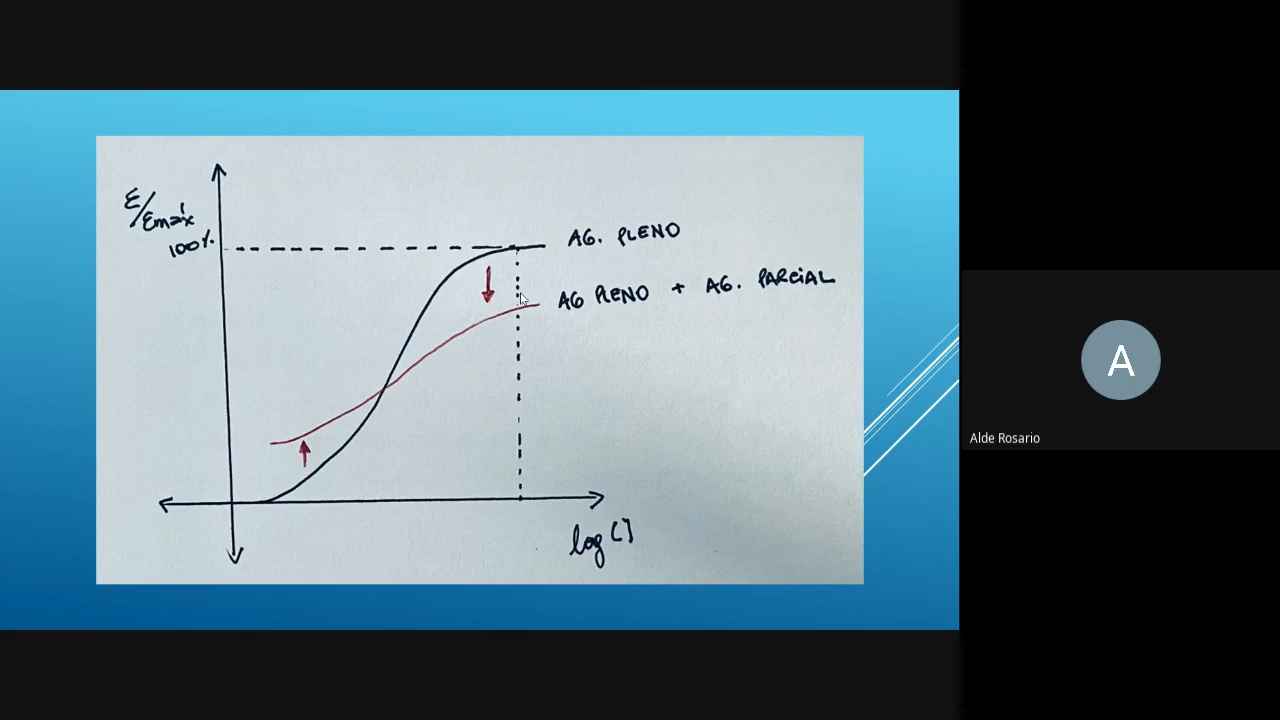 E/Emáx
100%
AG. PLENO
AG PLENO + AG. PARCIAL
log []
A
Alde Rosario